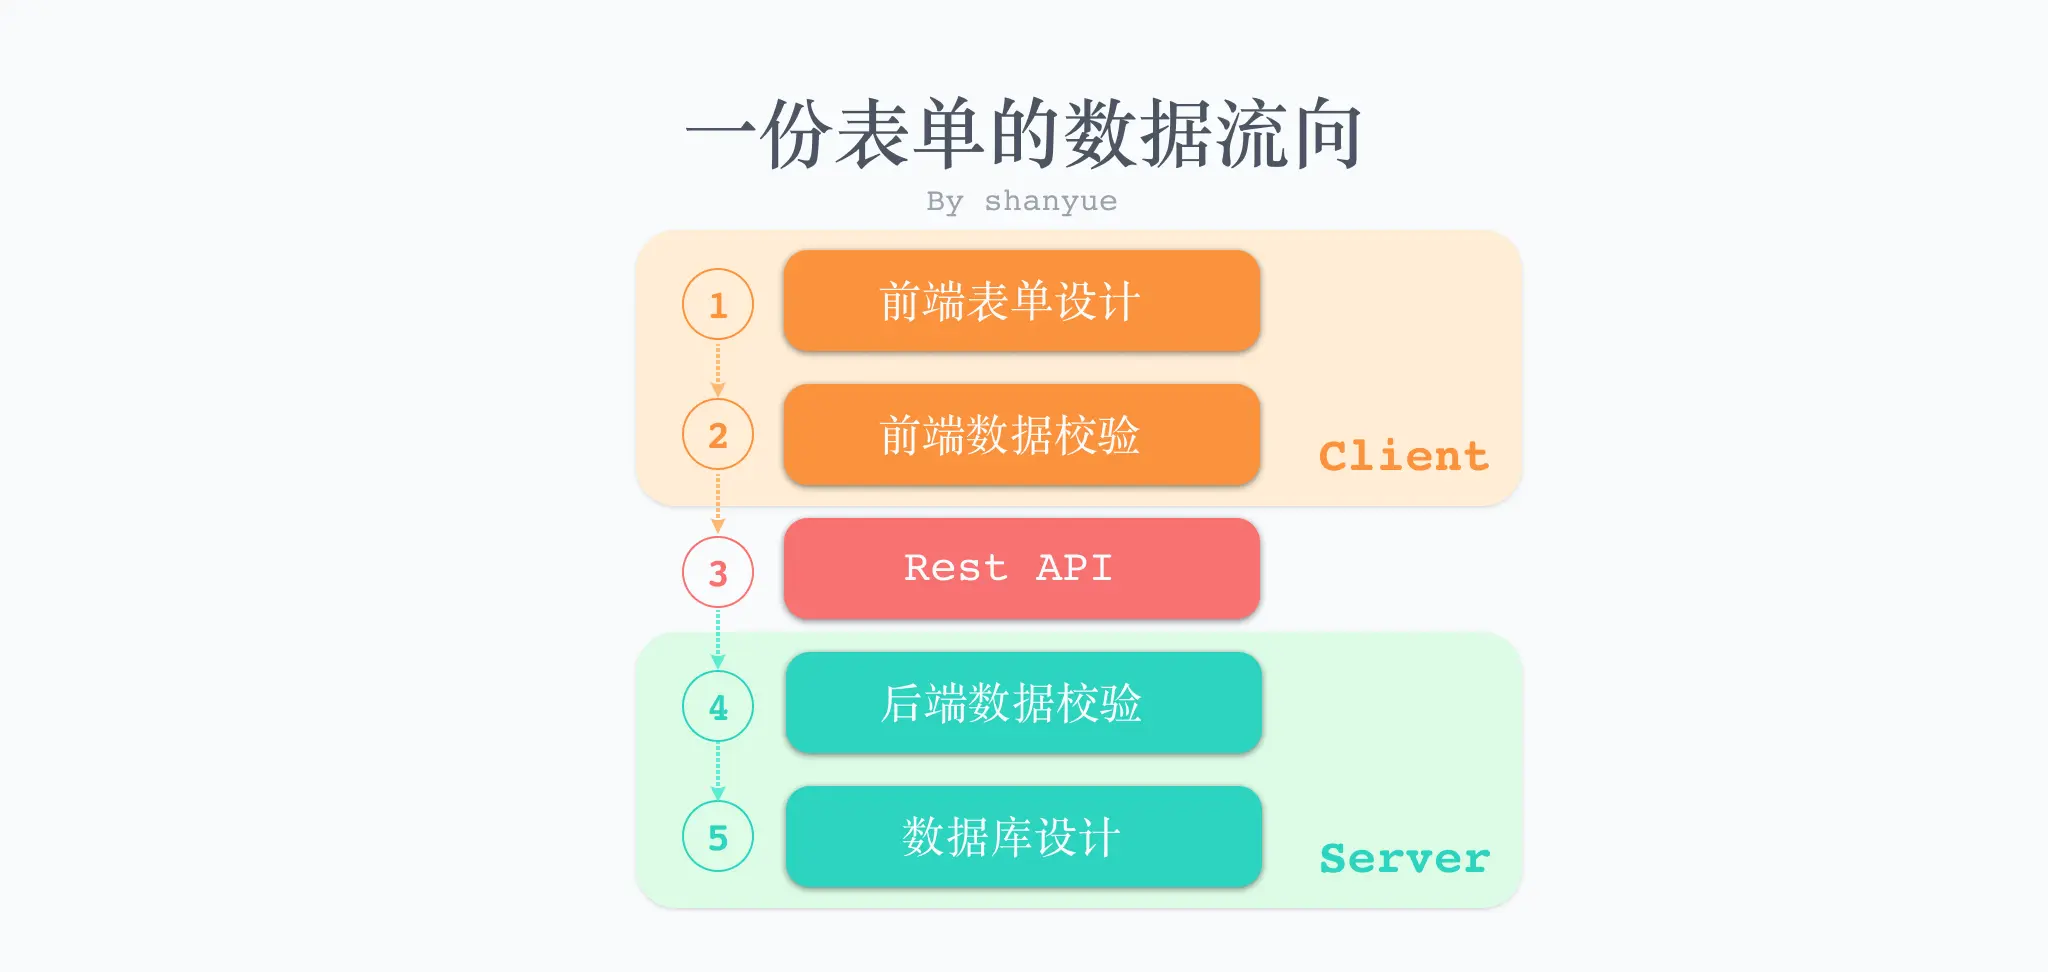 一份表单的数据流向
By shanyue
1
前端表单设计
2
前端数据校验
Client
3
Rest API
4
后端数据校验
5
数据库设计
Server